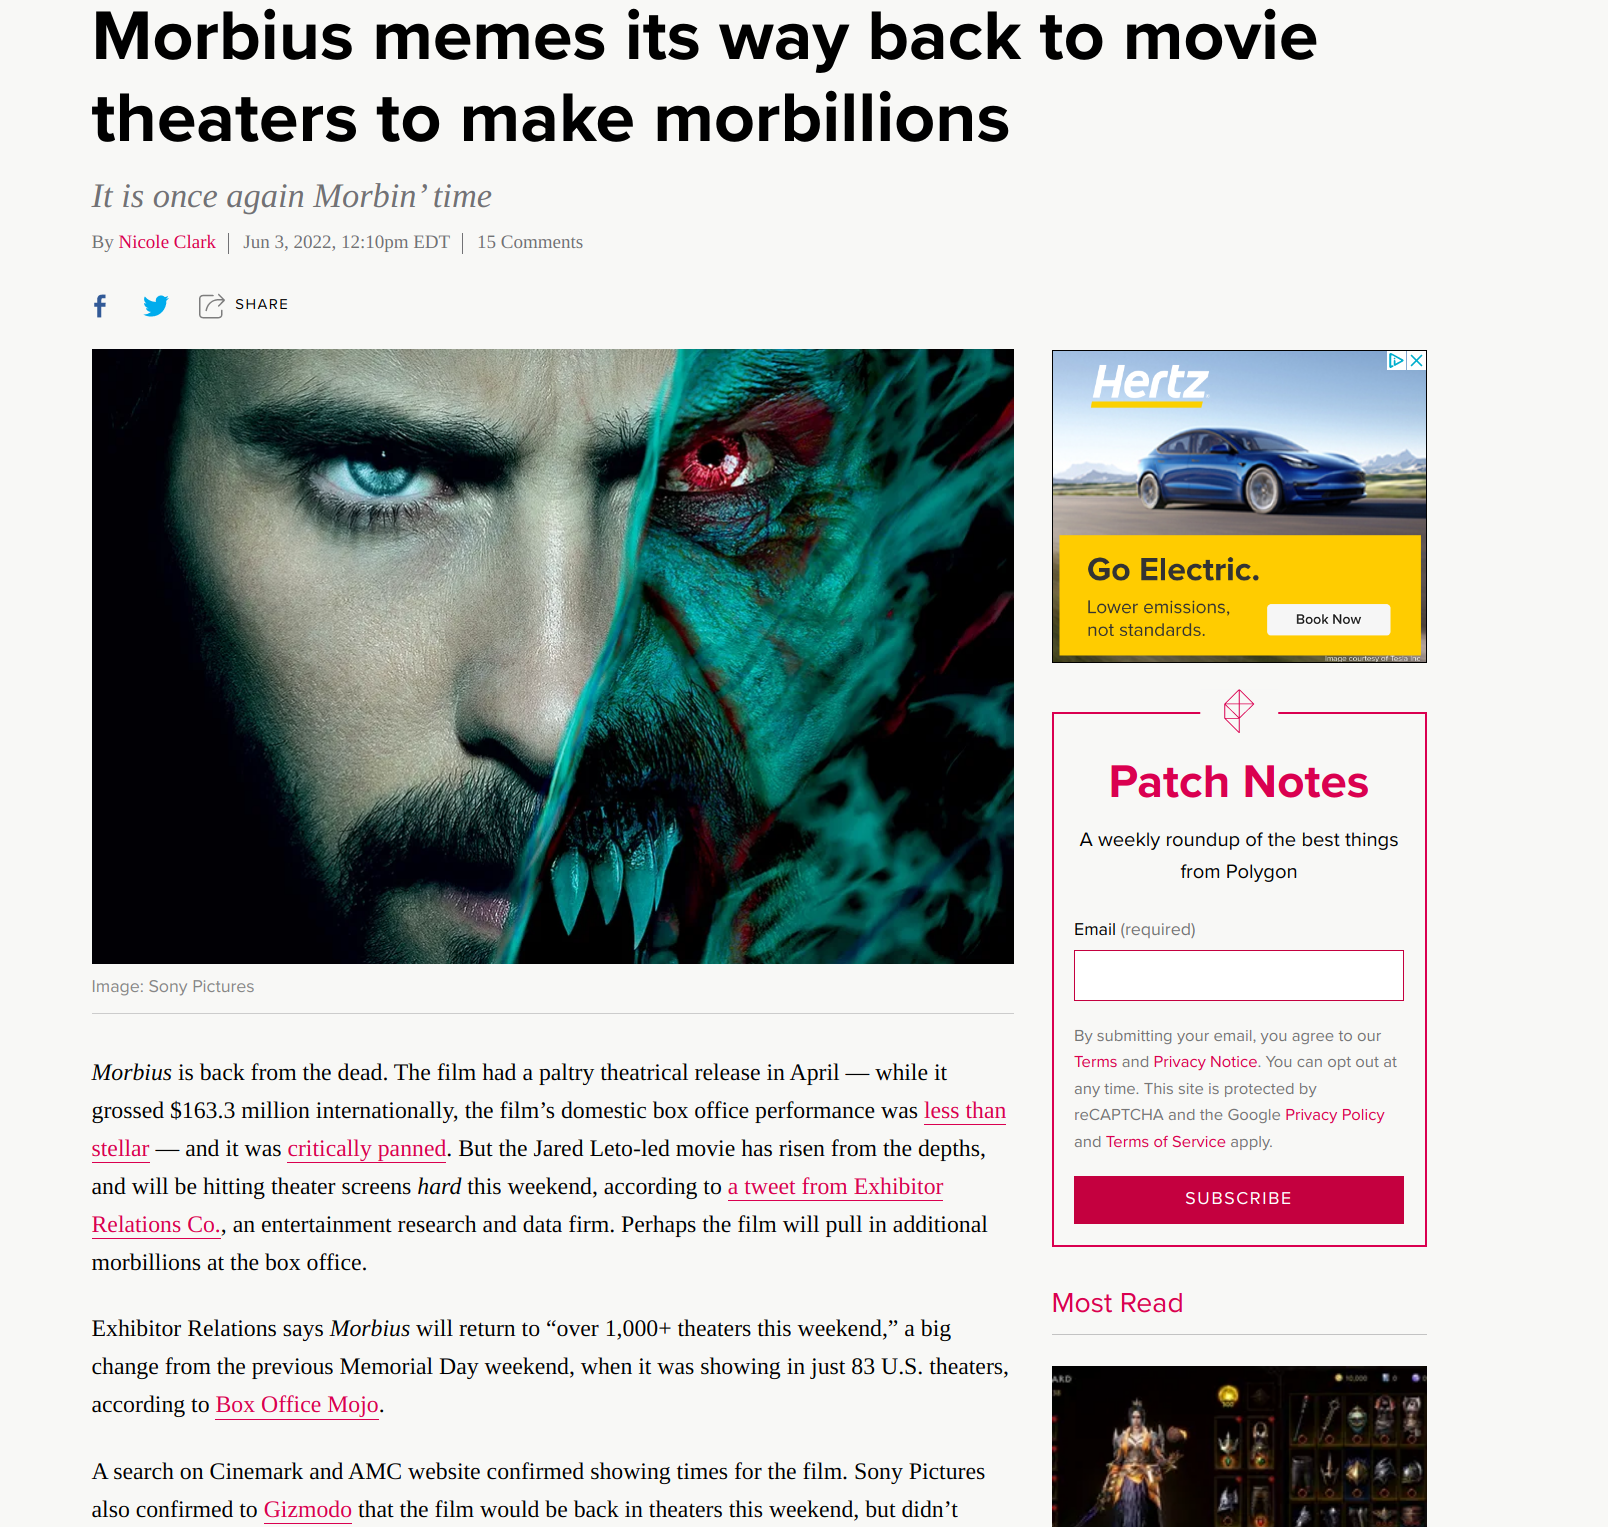 Morbius memes its way back to movie
theaters to make morbillions
It is once again Morbin’ time
By Nicole Clark | Jun 3, 2022, 12:10pm EDT | 15 Comments
SHARE
Image: Sony Pictures
Morbius is back from the dead. The film had a paltry theatrical release in April — while it
grossed $163.3 million internationally, the film’s domestic box office performance was less than
stellar — and it was critically panned. But the Jared Leto-led movie has risen from the depths,
and will be hitting theater screens hard this weekend, according to a tweet from Exhibitor
Relations Co., an entertainment research and data firm. Perhaps the film will pull in additional
morbillions at the box office.
Exhibitor Relations says Morbius will return to “over 1,000+ theaters this weekend,” a big
change from the previous Memorial Day weekend, when it was showing in just 83 U.S. theaters,
according to Box Office Mojo.
A search on Cinemark and AMC website confirmed showing times for the film. Sony Pictures
also confirmed to Gizmodo that the film would be back in theaters this weekend, but didn’t
Hertz
Go Electric.
Lower emissions,
not standards.
Book Now
Image courtesy of Tesla Inc.
Patch Notes
A weekly roundup of the best things
from Polygon
Email (required)
By submitting your email, you agree to our
Terms and Privacy Notice. You can opt out at
any time. This site is protected by
reCAPTCHA and the Google Privacy Policy
and Terms of Service apply.
SUBSCRIBE
Most Read
ARD
10,000
0